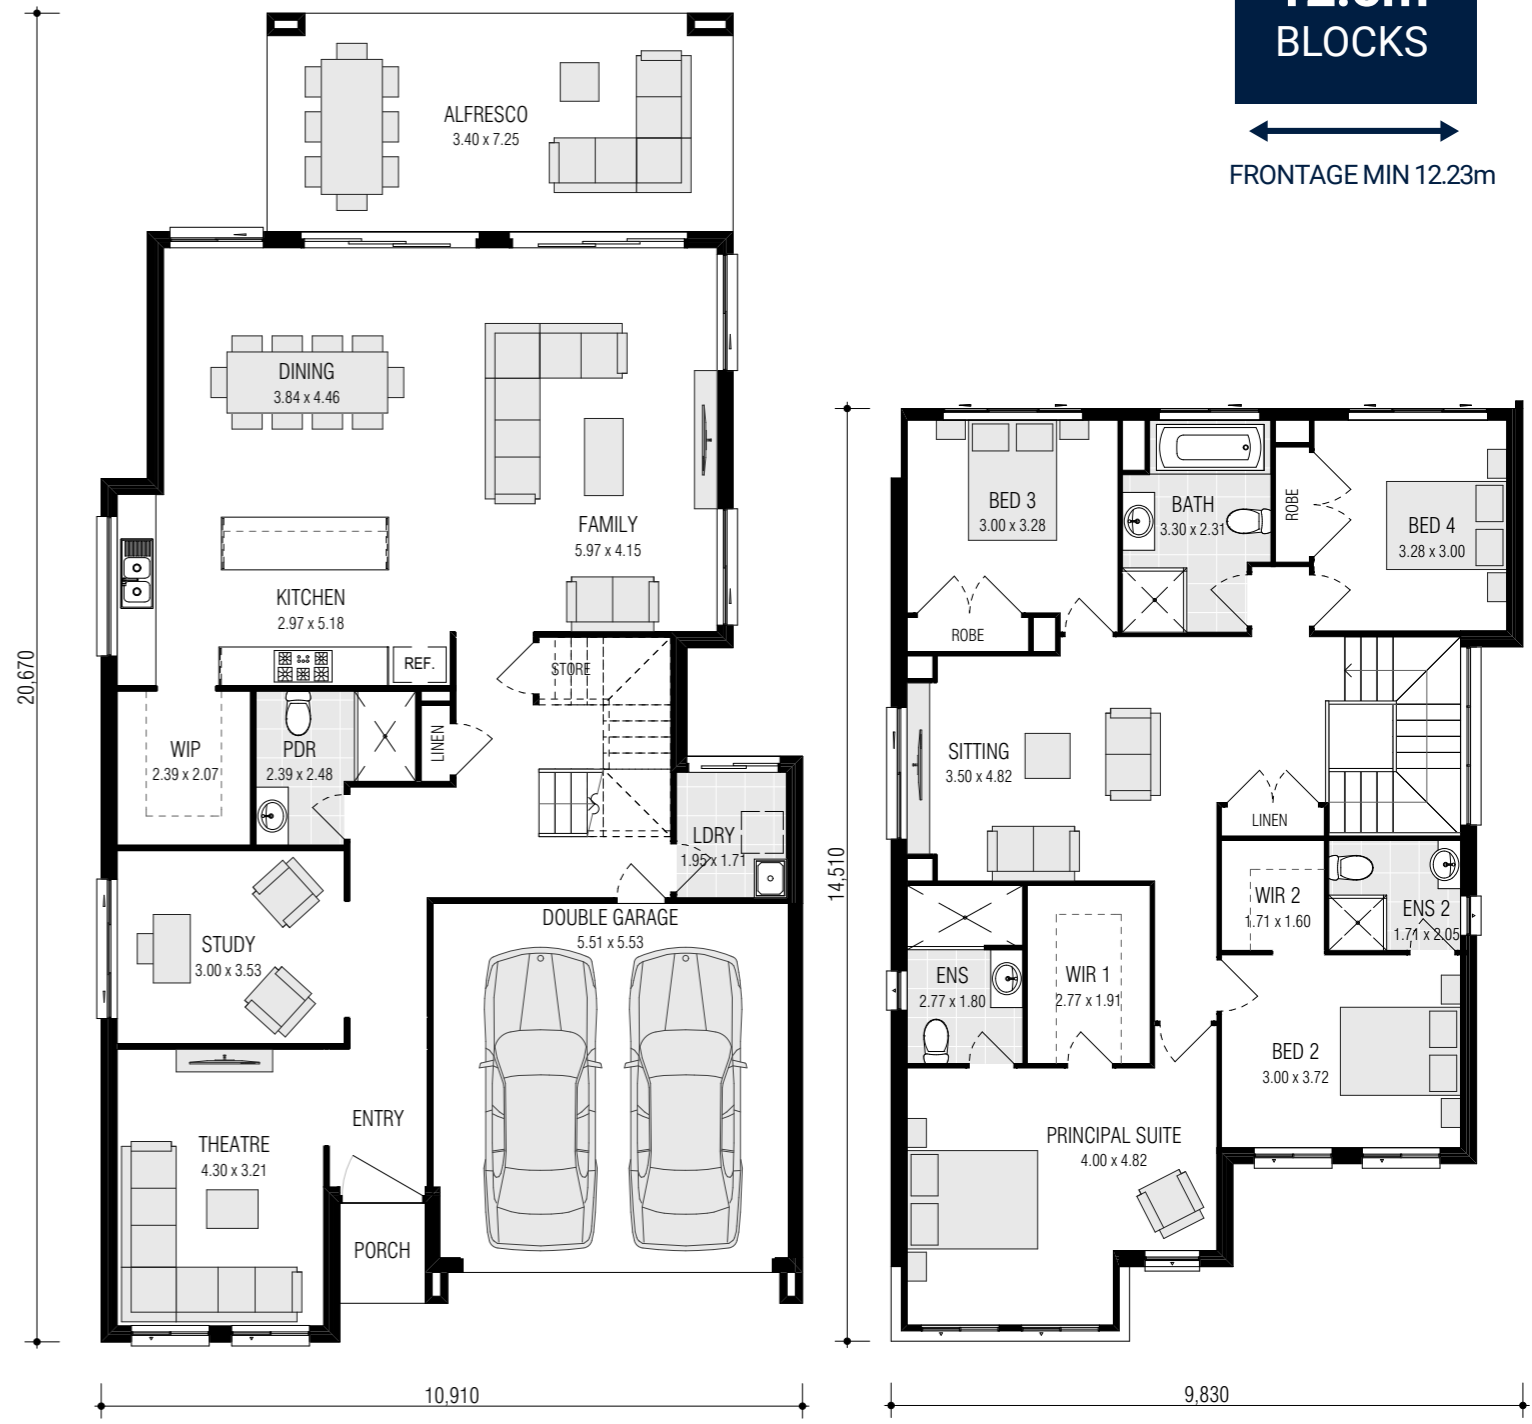 BLOCKS
FRONTAGE MIN 12.23m
ALFRESCO
3.40 x 7.25
DINING
3.84 x 4.46
FAMILY
5.97 x 4.15
KITCHEN
2.97 x 5.18
REF.
STORE
WIP
2.39 x 2.07
PDR
2.39 x 2.48
LINEN
LDRY
1.95 x 1.71
STUDY
3.00 x 3.53
DOUBLE GARAGE
5.51 x 5.53
ENTRY
THEATRE
4.30 x 3.21
PORCH
20,670
10,910
BED 3
3.00 x 3.28
ROBE
BATH
3.30 x 2.31
ROBE
BED 4
3.28 x 3.00
SITTING
3.50 x 4.82
LINEN
WIR 2
1.71 x 1.60
ENS 2
1.71 x 2.05
ENS
2.77 x 1.80
WIR 1
2.77 x 1.91
BED 2
3.00 x 3.72
PRINCIPAL SUITE
4.00 x 4.82
14,510
9,830